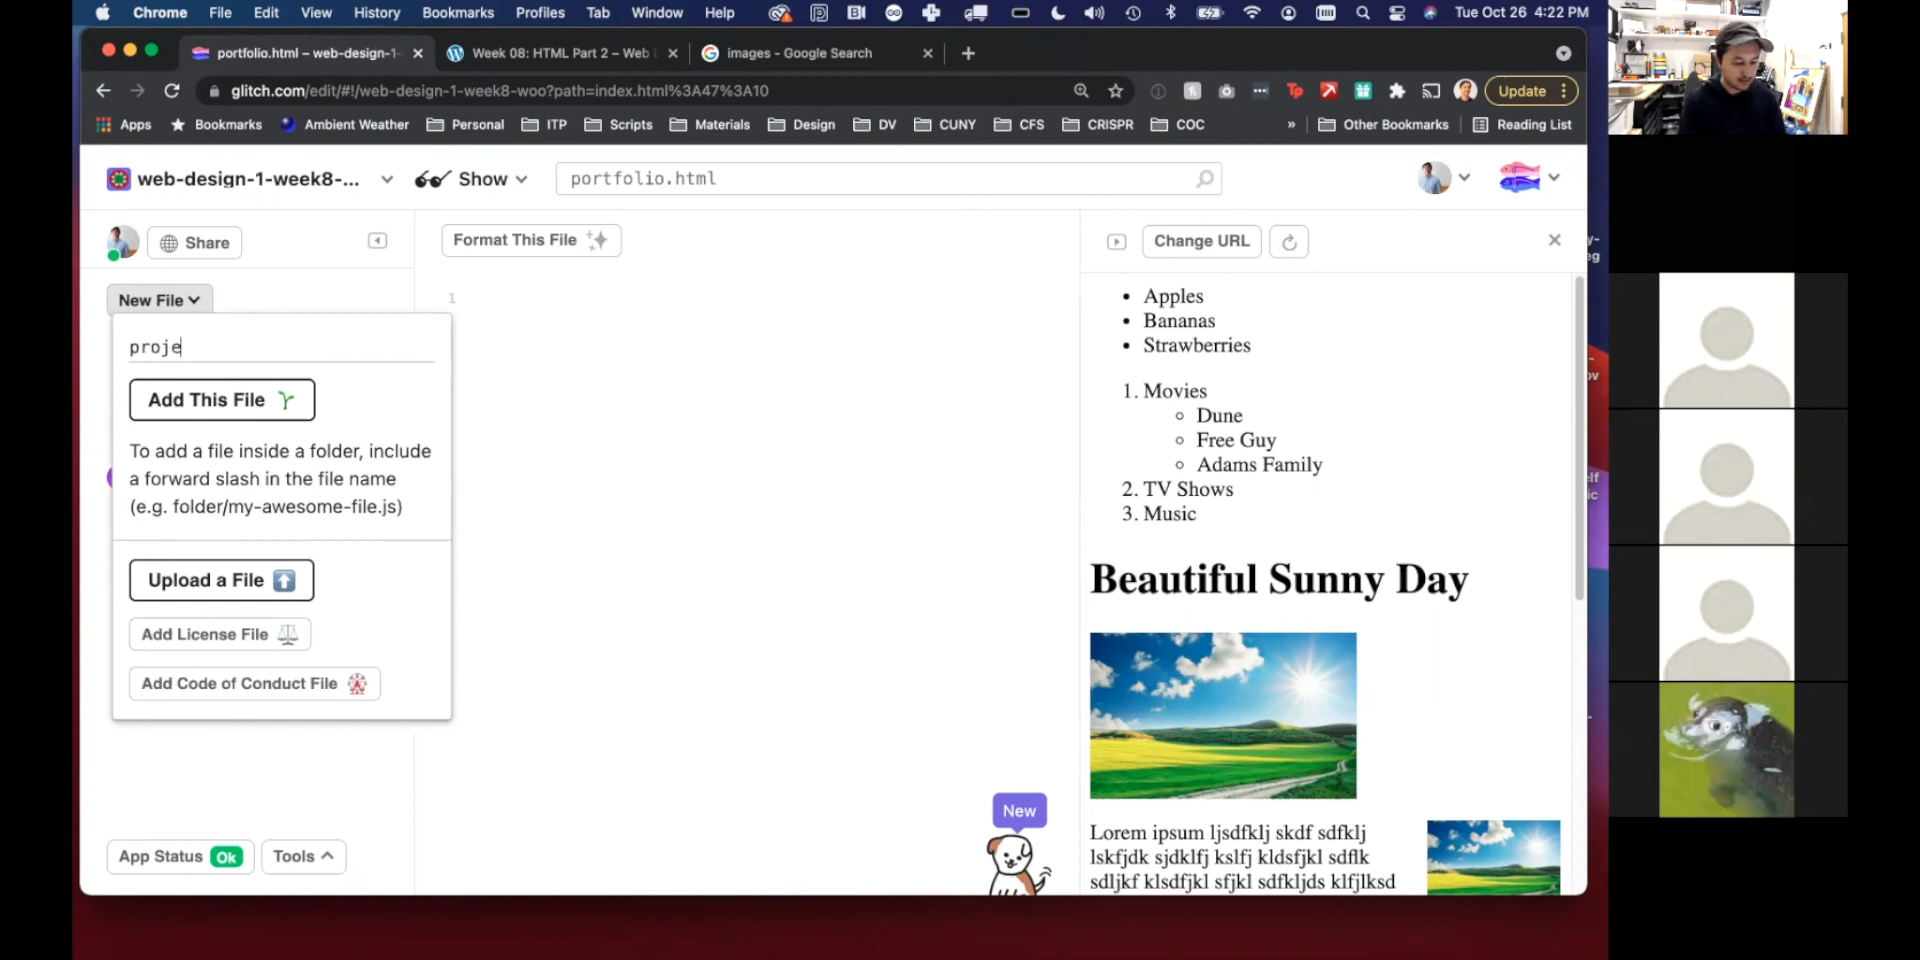 Chrome File Edit View History Bookmarks Profiles Tab Window Help Tue Oct 26 4:22 PM
portfolio.html – web-design-1- Week 08: HTML Part 2 – Web images - Google Search
glitch.com/edit/#!/web-design-1-week8-woo?path=index.html%3A47%3A10 Update
Apps Bookmarks Ambient Weather Personal ITP Scripts Materials Design DV CUNY CFS CRISPR COC » Other Bookmarks Reading List
web-design-1-week8-... Show portfolio.html
Share Format This File Change URL
New File
proje
Add This File
To add a file inside a folder, include
a forward slash in the file name
(e.g. folder/my-awesome-file.js)
Upload a File
Add License File
Add Code of Conduct File
App Status Ok Tools
1
New
• Apples
• Bananas
• Strawberries
1. Movies
Dune
Free Guy
Adams Family
2. TV Shows
3. Music
Beautiful Sunny Day
Lorem ipsum ljsdfklj skdf sdfklj
lskfjdk sjdklfj kslfj kldsfjkl sdflk
sdljkf klsdfjkl sfjkl sdfkljds klfjlksd